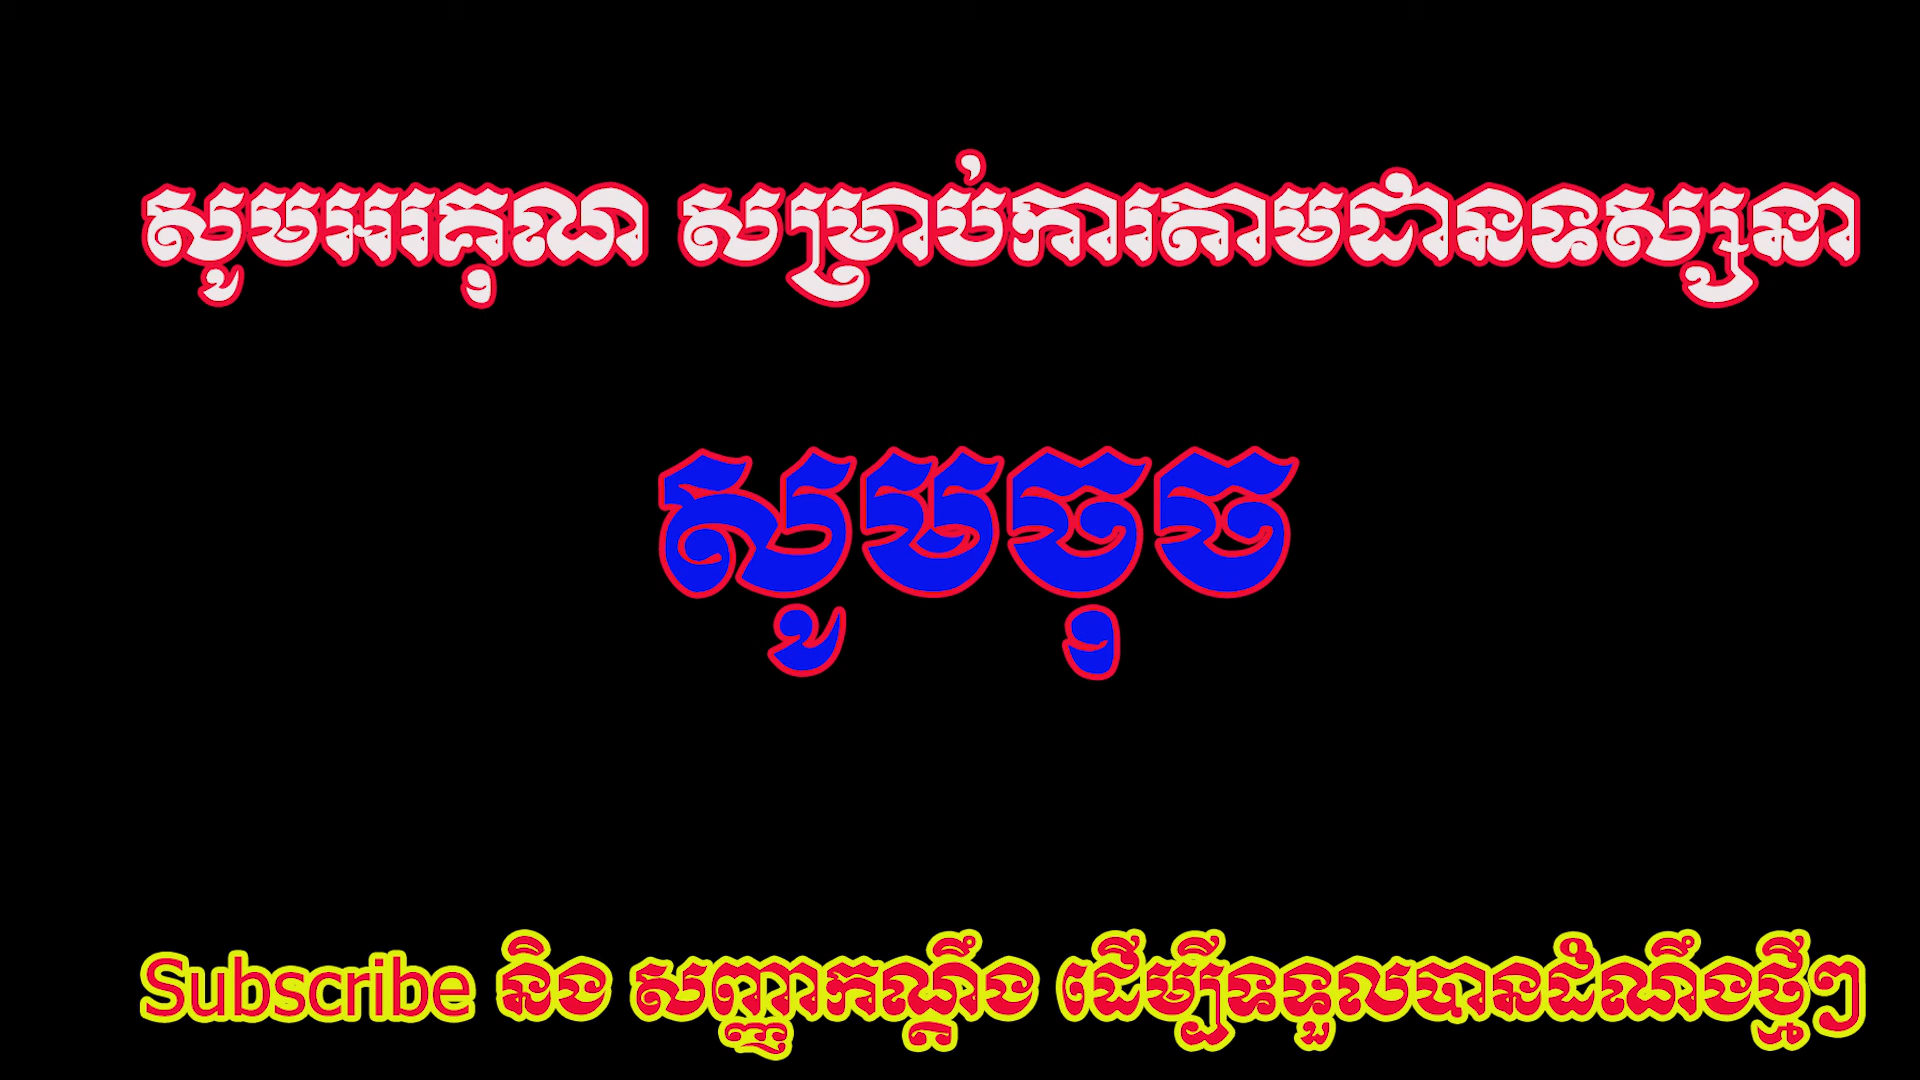 សូមអរគុណ សម្រាប់ការតាមដានទស្សនា
សូមចុច
Subscribe និង សញ្ញាកណ្ដឹង ដើម្បីទទួលបានដំណឹងថ្មីៗ